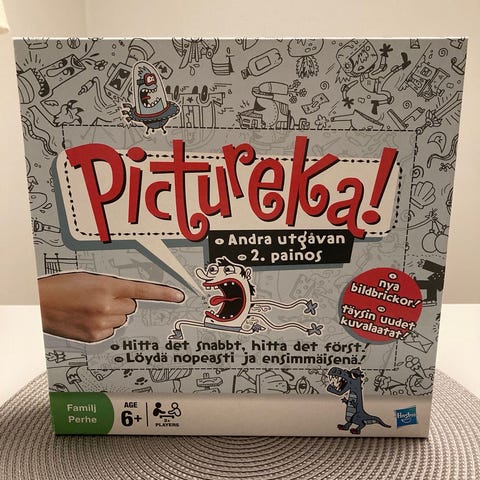 Pictureka!
Andra utgåvan
2. painos
nya
bildbrickor!
täysin uudet
kuvalaatat!
Hitta det snabbt, hitta det först!
Löydä nopeasti ja ensimmäisenä!
Familj
Perhe
AGE
6+
2+
PLAYERS
Hasbro